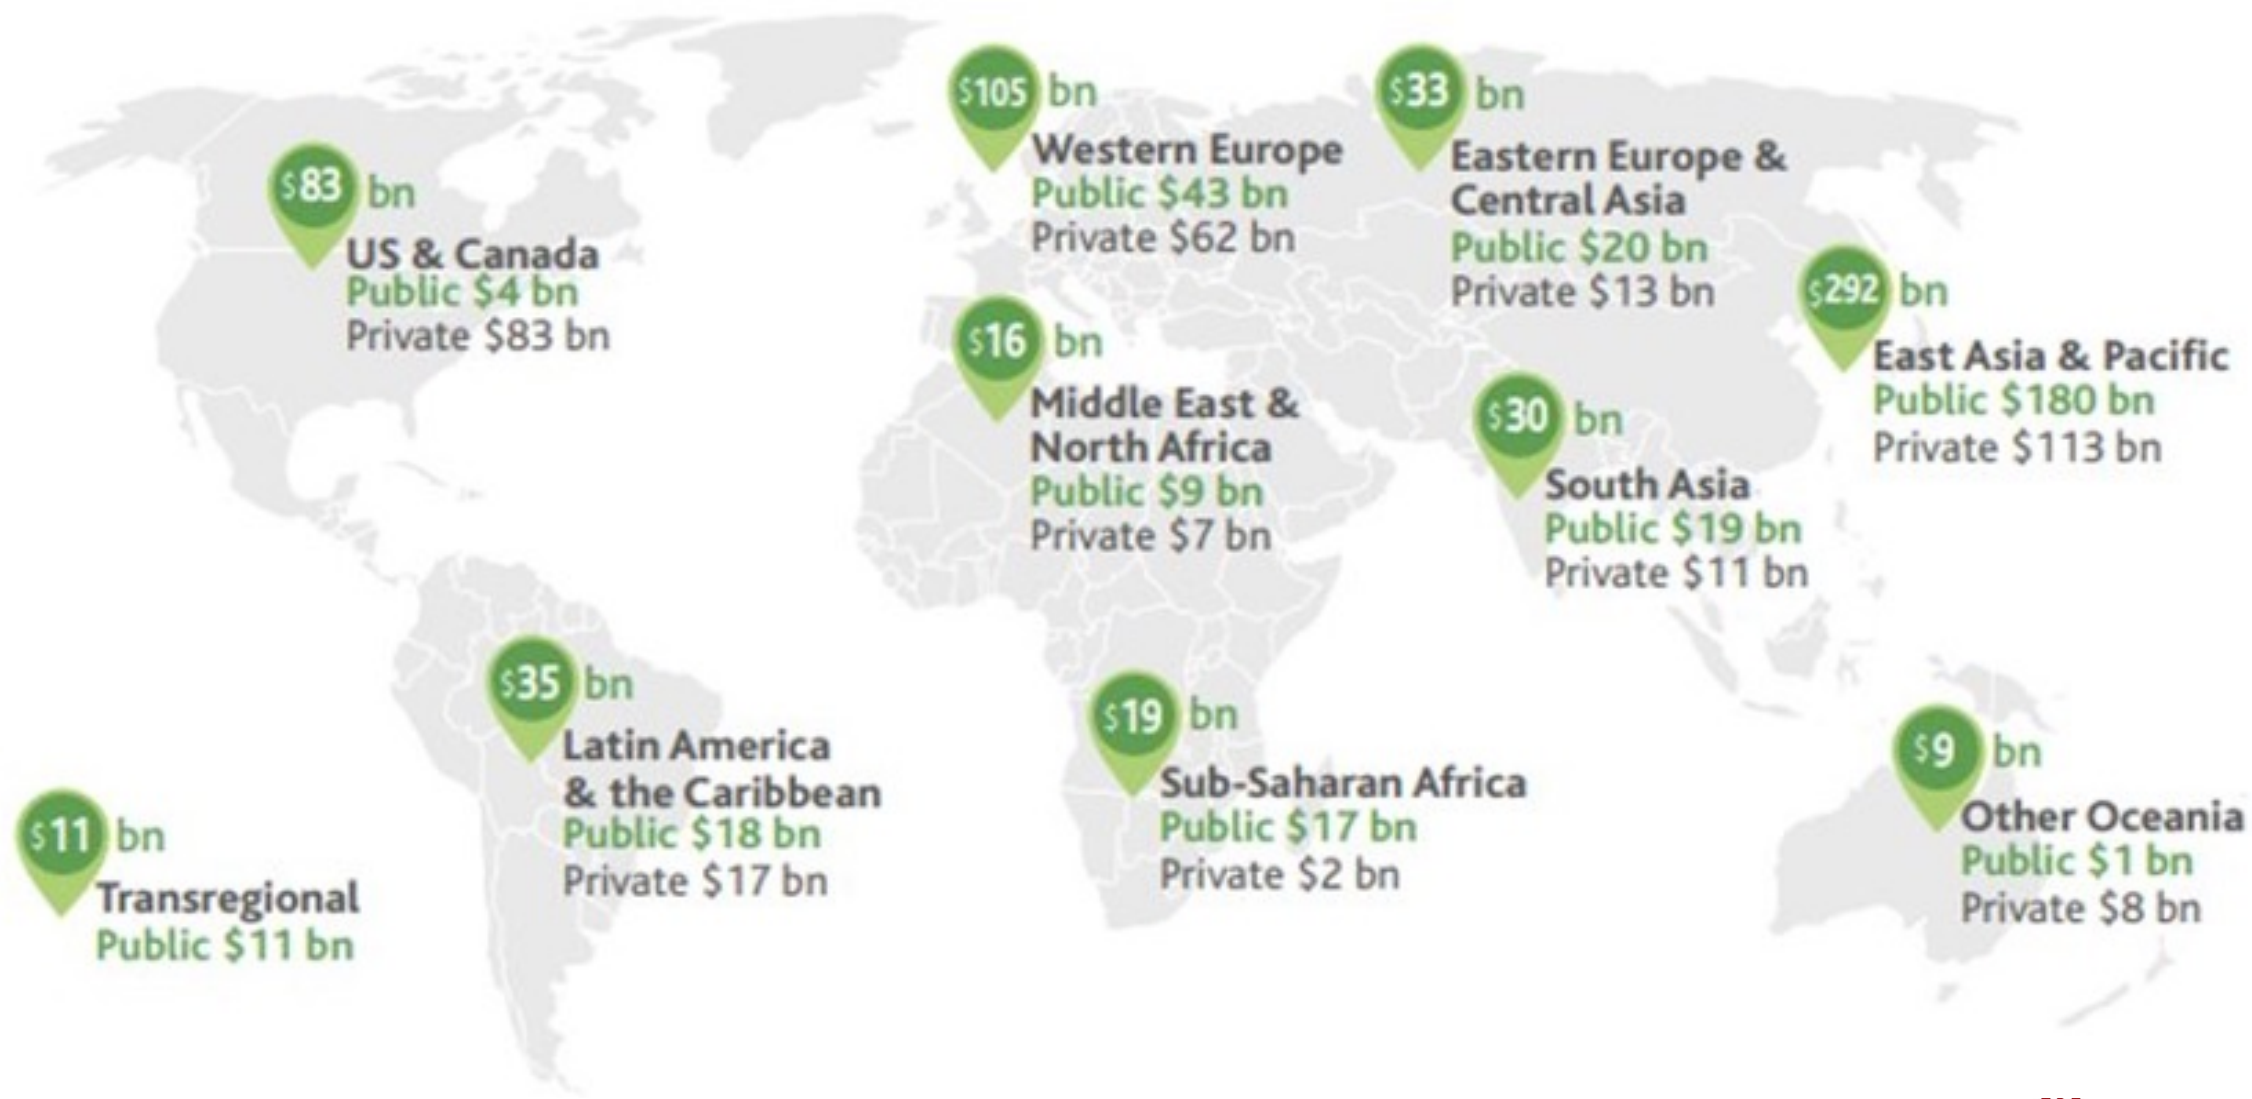 $83 bn
US & Canada
Public $4 bn
Private $83 bn
$105 bn
Western Europe
Public $43 bn
Private $62 bn
$33 bn
Eastern Europe &
Central Asia
Public $20 bn
Private $13 bn
$292 bn
East Asia & Pacific
Public $180 bn
Private $113 bn
$16 bn
Middle East &
North Africa
Public $9 bn
Private $7 bn
$30 bn
South Asia
Public $19 bn
Private $11 bn
$35 bn
Latin America
& the Caribbean
Public $18 bn
Private $17 bn
$19 bn
Sub-Saharan Africa
Public $17 bn
Private $2 bn
$9 bn
Other Oceania
Public $1 bn
Private $8 bn
$11 bn
Transregional
Public $11 bn